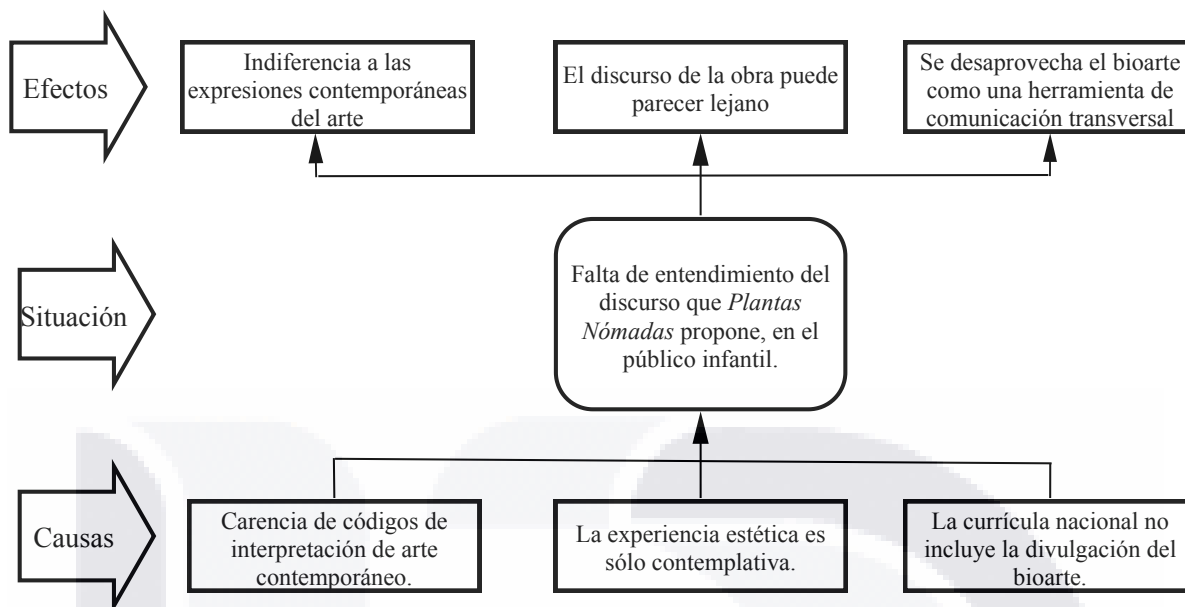 Efectos
Indiferencia a las
expresiones contemporáneas
del arte
El discurso de la obra puede
parecer lejano
Se desaprovecha el bioarte
como una herramienta de
comunicación transversal
Situación
Falta de entendimiento del
discurso que Plantas
Nómadas propone, en el
público infantil.
Causas
Carencia de códigos de
interpretación de arte
contemporáneo.
La experiencia estética es
sólo contemplativa.
La currícula nacional no
incluye la divulgación del
bioarte.